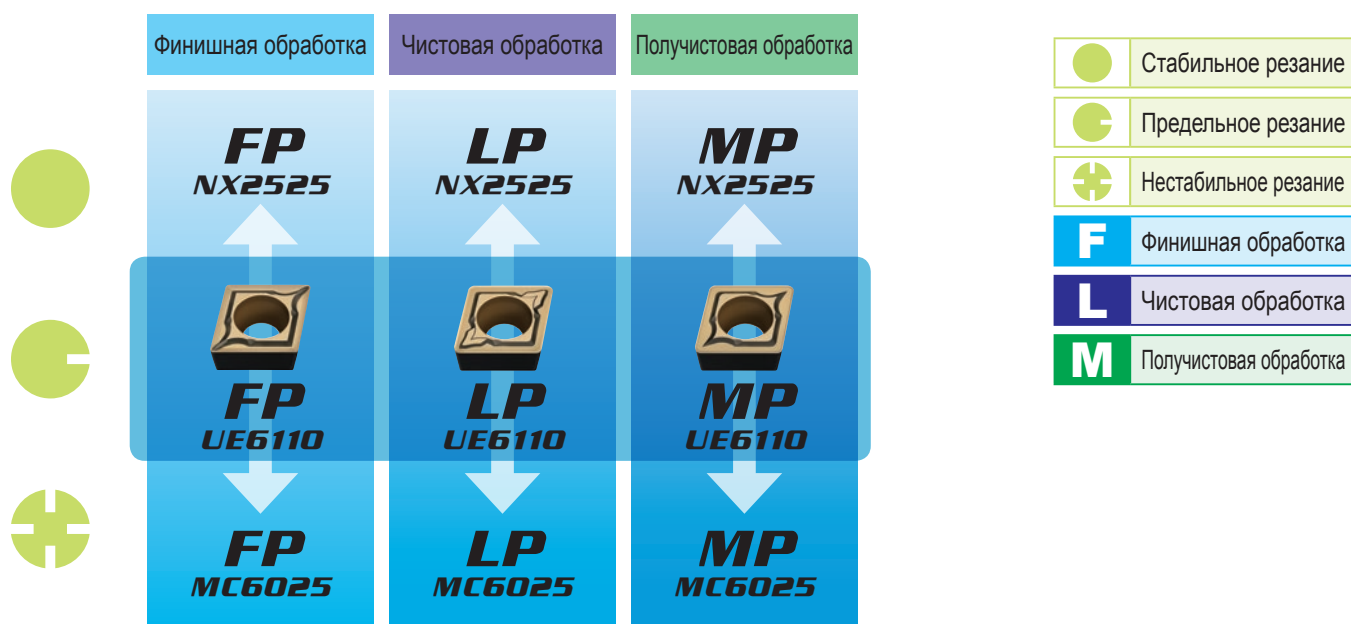 Финишная обработка
Чистовая обработка
Получистовая обработка
FP
NX2525
LP
NX2525
MP
NX2525
FP
UE6110
LP
UE6110
MP
UE6110
FP
MC6025
LP
MC6025
MP
MC6025
Стабильное резание
Предельное резание
Нестабильное резание
F Финишная обработка
L Чистовая обработка
M Получистовая обработка